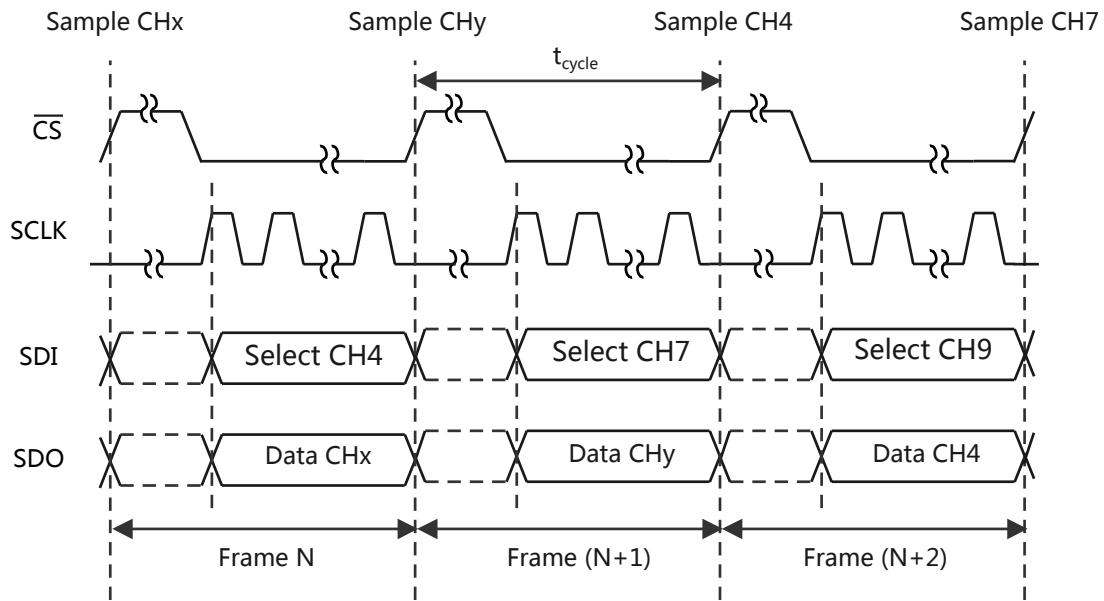 Sample CHx Sample CHy Sample CH4 Sample CH7
tcycle
CS
SCLK
SDI Select CH4 Select CH7 Select CH9
SDO Data CHx Data CHy Data CH4
Frame N Frame (N+1) Frame (N+2)